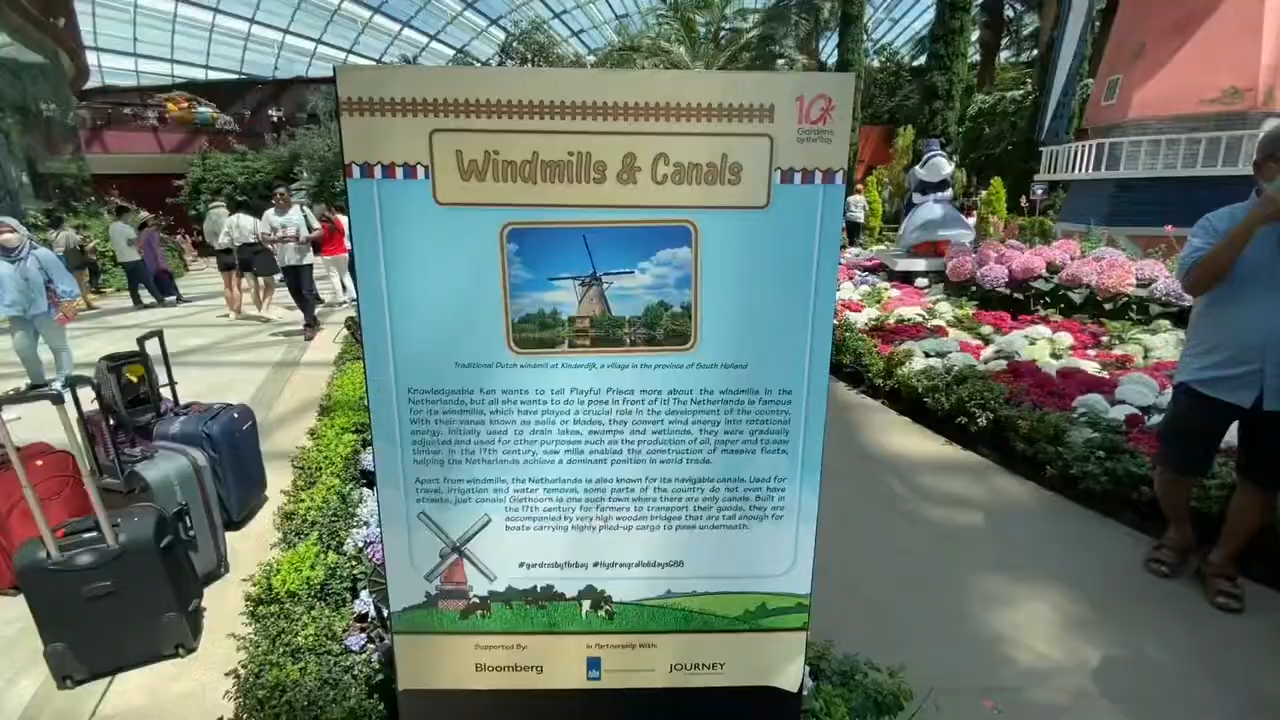 10
Gardens
by the Bay
Windmills & Canals
Traditional Dutch windmill at Kinderdijk, a village in the province of South Holland
Knowledgable Ken wants to tell Playful Prisca more about the windmills in the
Netherlands, but all she wants to do is pose in front of it! The Netherlands is famous
for its windmills, which have played a crucial role in the development of the country.
With their vanes known as sails or blades, they convert wind energy into rotational
energy. Initially used to drain lakes, swamps and wetlands, they were gradually
adjusted and used for other purposes such as the production of oil, paper and to saw
timber. In the 17th century, saw mills enabled the construction of massive fleets,
helping the Netherlands achieve a dominant position in world trade.
Apart from windmills, the Netherlands is also known for its navigable canals. Used for
travel, irrigation and water removal, some parts of the country do not even have
streets, just canals! Giethoorn is one such town where there are only canals. Built in
the 17th century for farmers to transport their goods, they are
accompanied by very high wooden bridges that are tall enough for
boats carrying highly piled-up cargo to pass underneath.
#gardensbythebay #HydrangeaHolidaysGBB
Supported By: In Partnership With:
Bloomberg JOURNEY